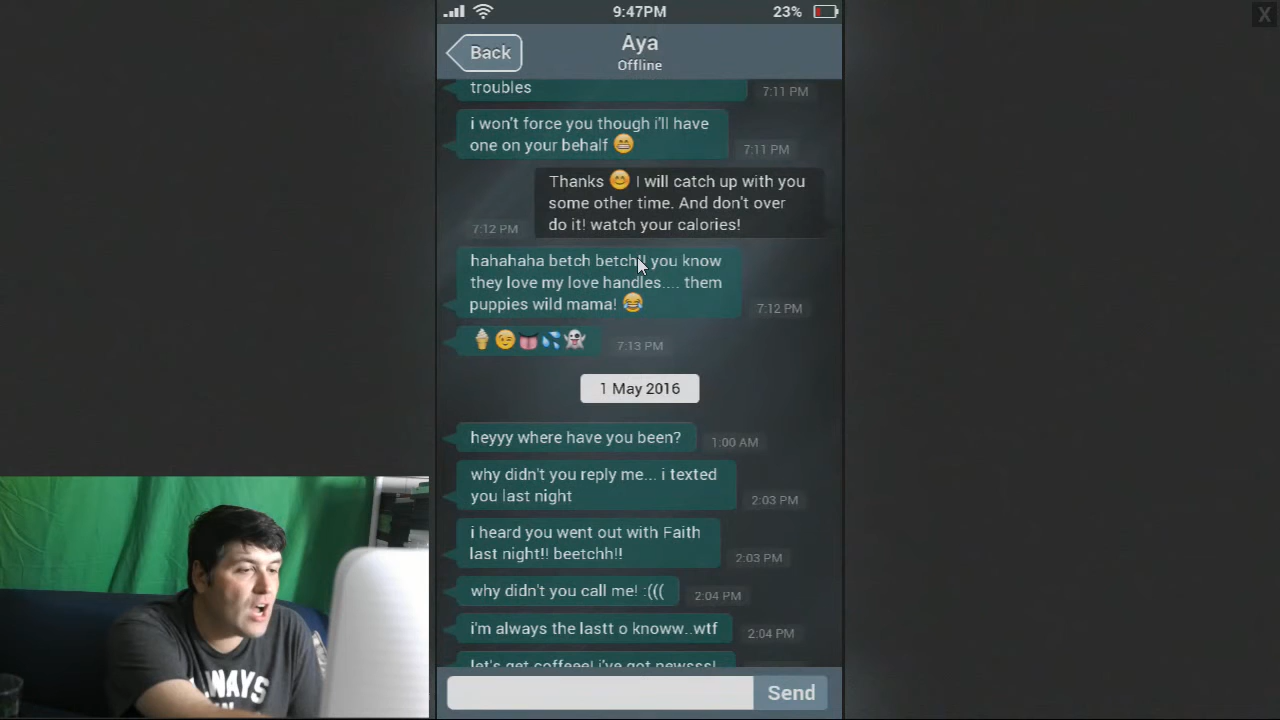 9:47PM
23%
X
Back
Aya
Offline
troubles
7:11 PM
i won't force you though i'll have
one on your behalf 😁
7:11 PM
Thanks 😊 I will catch up with you
some other time. And don't over
do it! watch your calories!
7:12 PM
hahahaha betch betch!! you know
they love my love handles.... them
puppies wild mama! 😂
7:12 PM
🍦😉👅💦👻
7:13 PM
1 May 2016
heyyy where have you been?
1:00 AM
why didn't you reply me... i texted
you last night
2:03 PM
i heard you went out with Faith
last night!! beetchh!!
2:03 PM
why didn't you call me! :(((
2:04 PM
i'm always the lastt o knoww..wtf
2:04 PM
let's get coffeee! i've got newsss!
Send